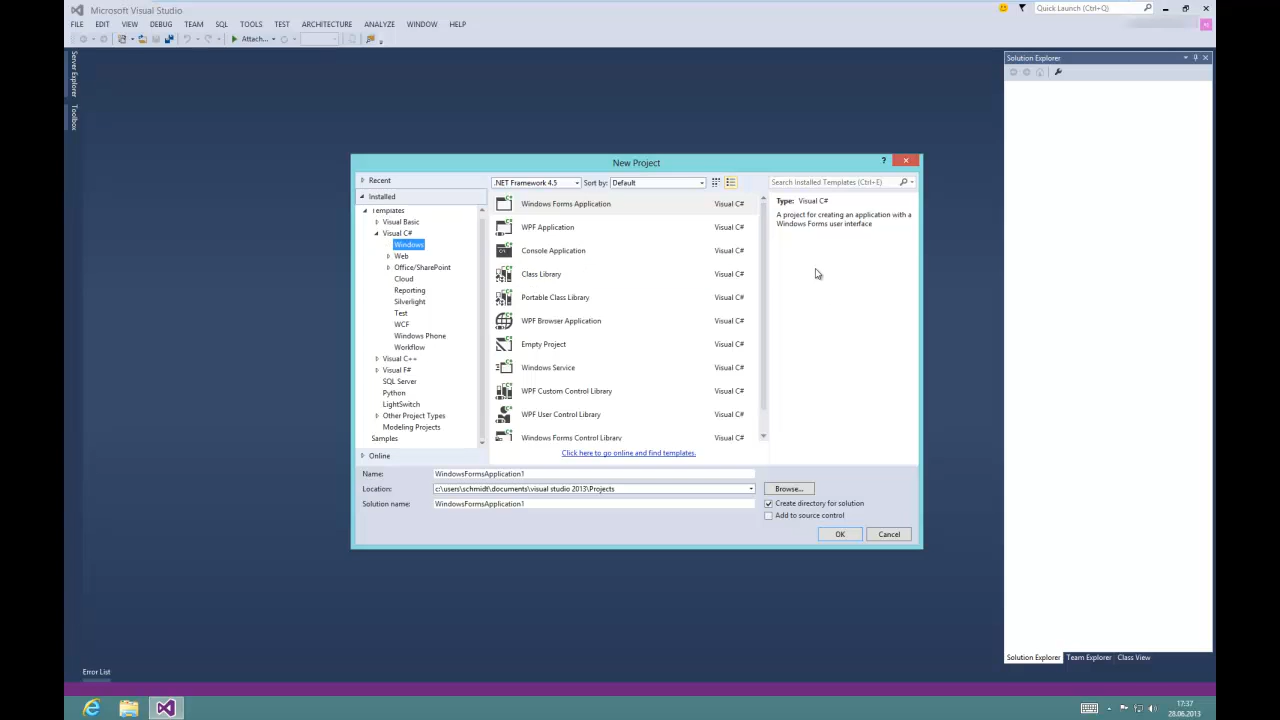 Microsoft Visual Studio
Quick Launch (Ctrl+Q)
FILE EDIT VIEW DEBUG TEAM SQL TOOLS TEST ARCHITECTURE ANALYZE WINDOW HELP
Attach...
Server Explorer
Toolbox
Solution Explorer
New Project
?
Recent
Installed
Templates
Visual Basic
Visual C#
Windows
Web
Office/SharePoint
Cloud
Reporting
Silverlight
Test
WCF
Windows Phone
Workflow
Visual C++
Visual F#
SQL Server
Python
LightSwitch
Other Project Types
Modeling Projects
Samples
Online
.NET Framework 4.5
Sort by: Default
Search Installed Templates (Ctrl+E)
Windows Forms Application Visual C#
WPF Application Visual C#
Console Application Visual C#
Class Library Visual C#
Portable Class Library Visual C#
WPF Browser Application Visual C#
Empty Project Visual C#
Windows Service Visual C#
WPF Custom Control Library Visual C#
WPF User Control Library Visual C#
Windows Forms Control Library Visual C#
Click here to go online and find templates.
Type: Visual C#
A project for creating an application with a
Windows Forms user interface
Name: WindowsFormsApplication1
Location: c:\users\schmidt\documents\visual studio 2013\Projects
Browse...
Solution name: WindowsFormsApplication1
Create directory for solution
Add to source control
OK Cancel
Solution Explorer Team Explorer Class View
Error List
17:37
28.06.2013